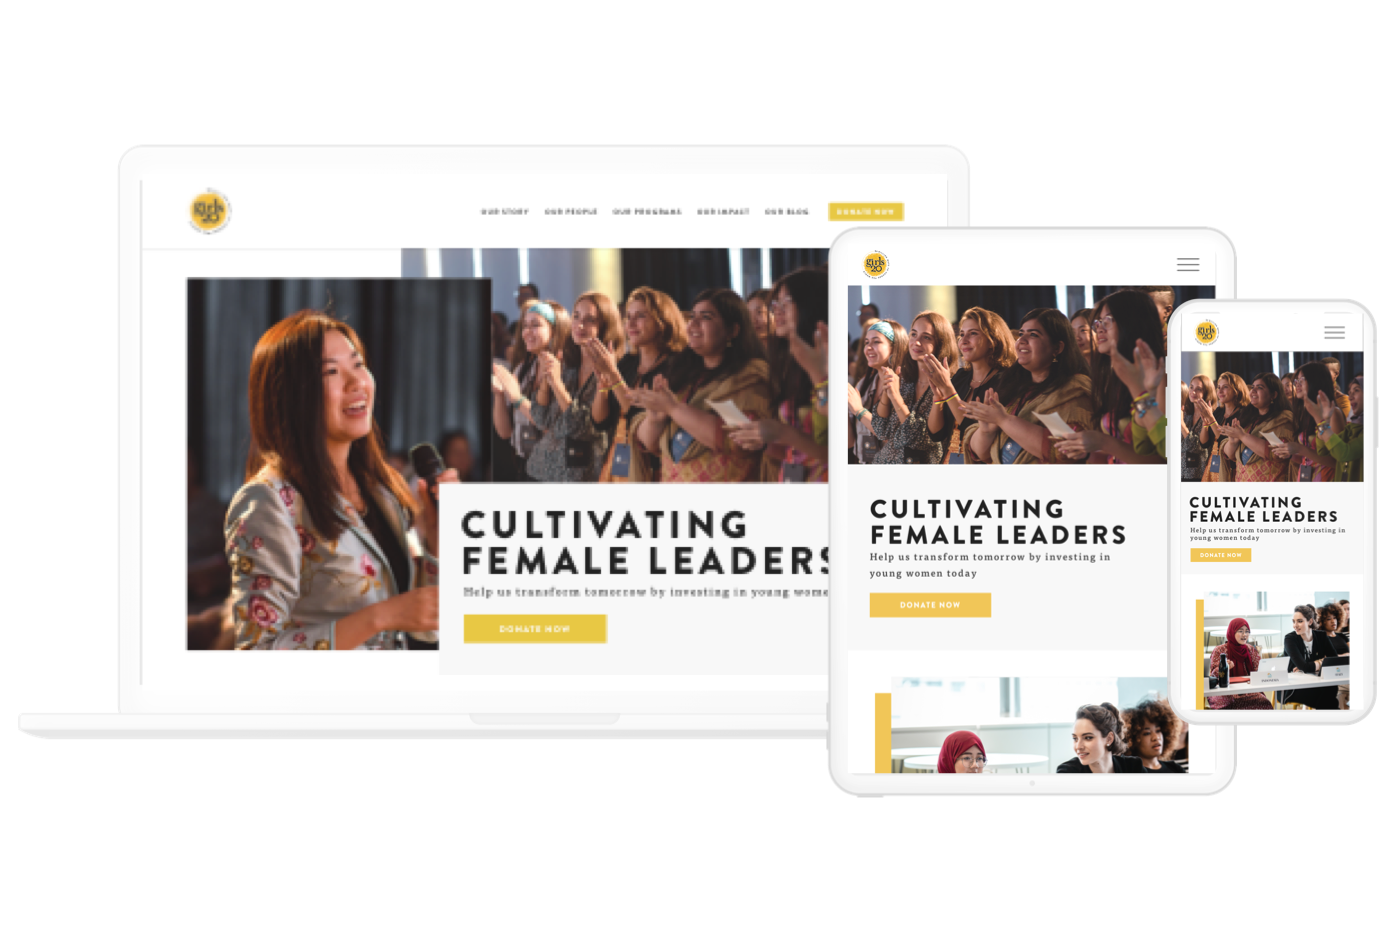 girls
20
OUR STORY OUR PEOPLE OUR PROGRAMS OUR IMPACT OUR BLOG DONATE NOW
CULTIVATING
FEMALE LEADERS
Help us transform tomorrow by investing in young
DONATE NOW
girls
20
CULTIVATING
FEMALE LEADERS
Help us transform tomorrow by investing in
young women today
DONATE NOW
girls
20
CULTIVATING
FEMALE LEADERS
Help us transform tomorrow by investing in
young women today
DONATE NOW